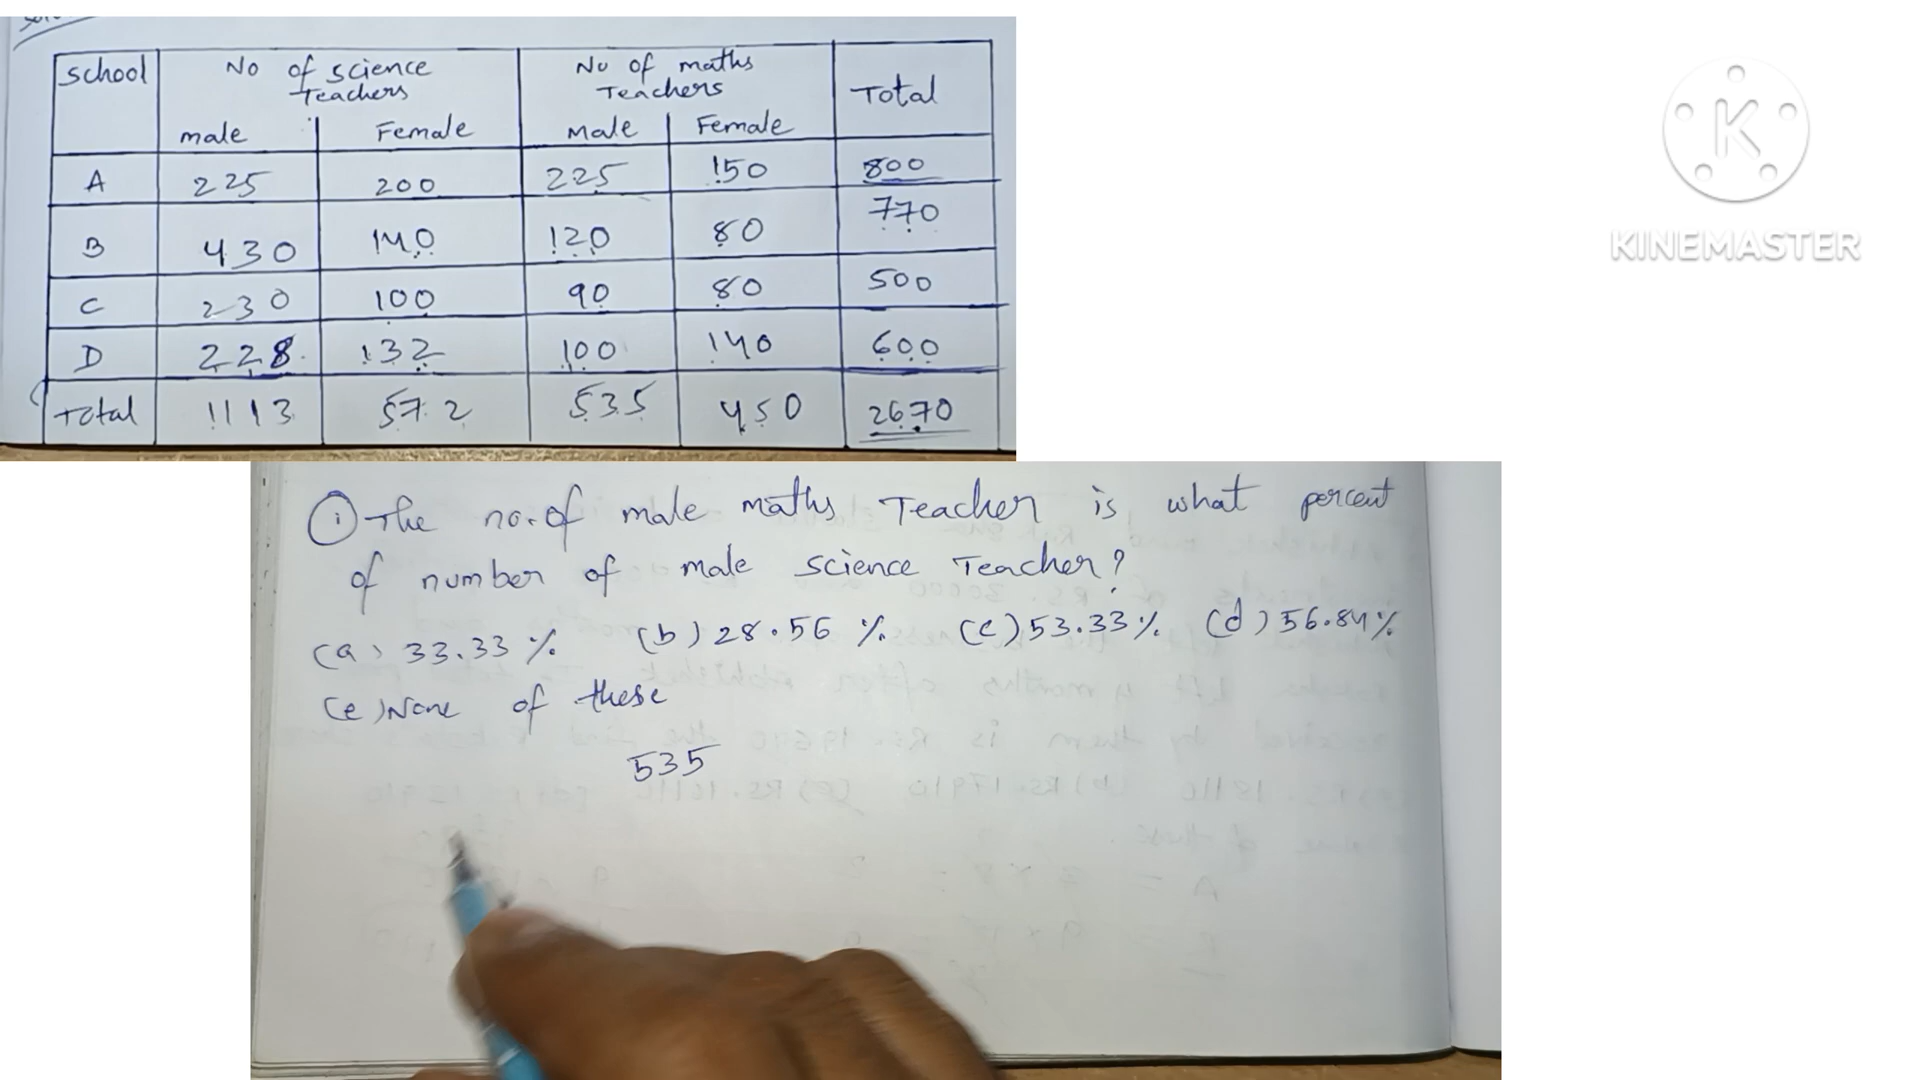 School No of science Teachers No of maths Teachers Total
male Female Male Female
A 225 200 225 150 800
B 430 140 120 80 770
C 230 100 90 80 500
D 228 132 100 140 600
Total 1113 572 535 450 2670
KINEMASTER
(i) The no. of male maths Teacher is what percent
of number of male science Teacher?
(a) 33.33 % (b) 28.56 % (c) 53.33% (d) 56.84%
(e) None of these
535